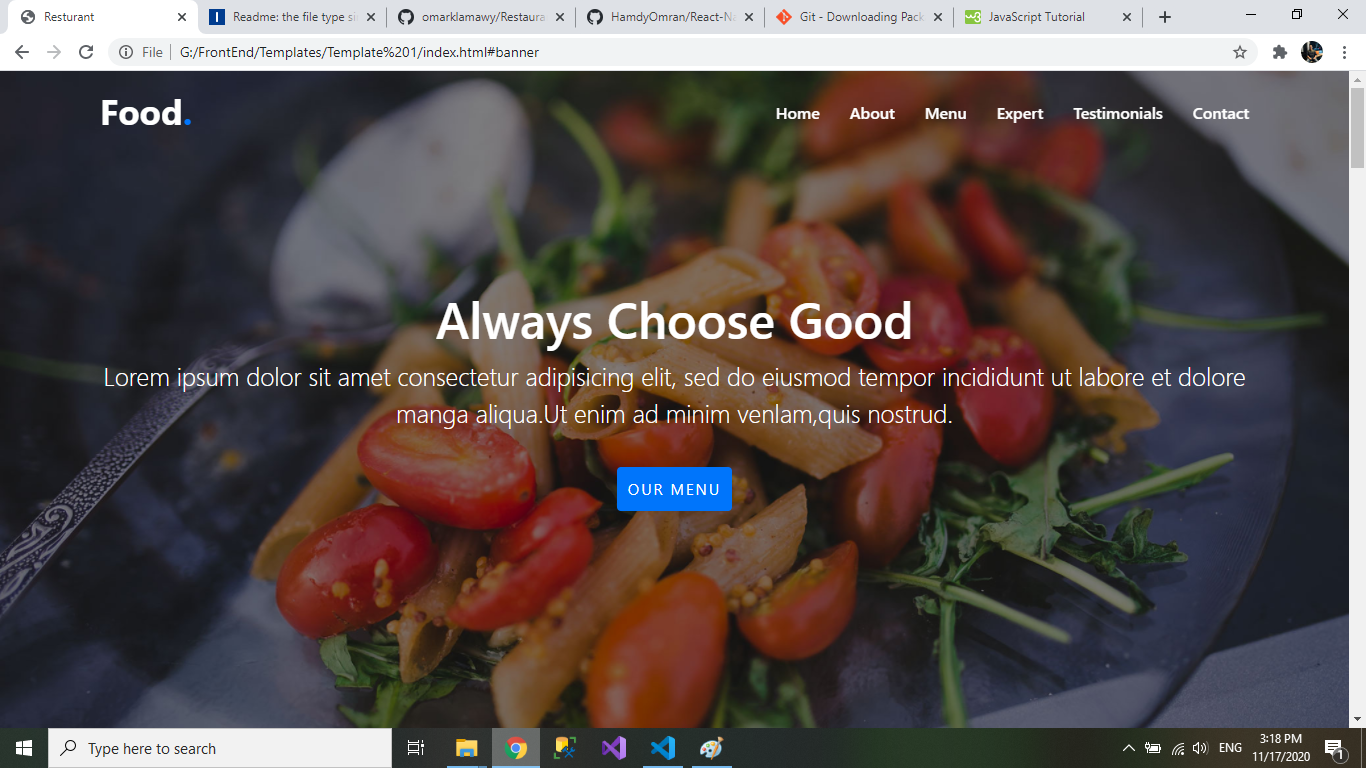 Resturant
Readme: the file type si
omarklamawy/Restaura
HamdyOmran/React-Na
Git - Downloading Pack
JavaScript Tutorial
File
G:/FrontEnd/Templates/Template%201/index.html#banner
Food.
Home
About
Menu
Expert
Testimonials
Contact
Always Choose Good
Lorem ipsum dolor sit amet consectetur adipisicing elit, sed do eiusmod tempor incididunt ut labore et dolore
manga aliqua.Ut enim ad minim venlam,quis nostrud.
OUR MENU
Type here to search
ENG
3:18 PM
11/17/2020
1